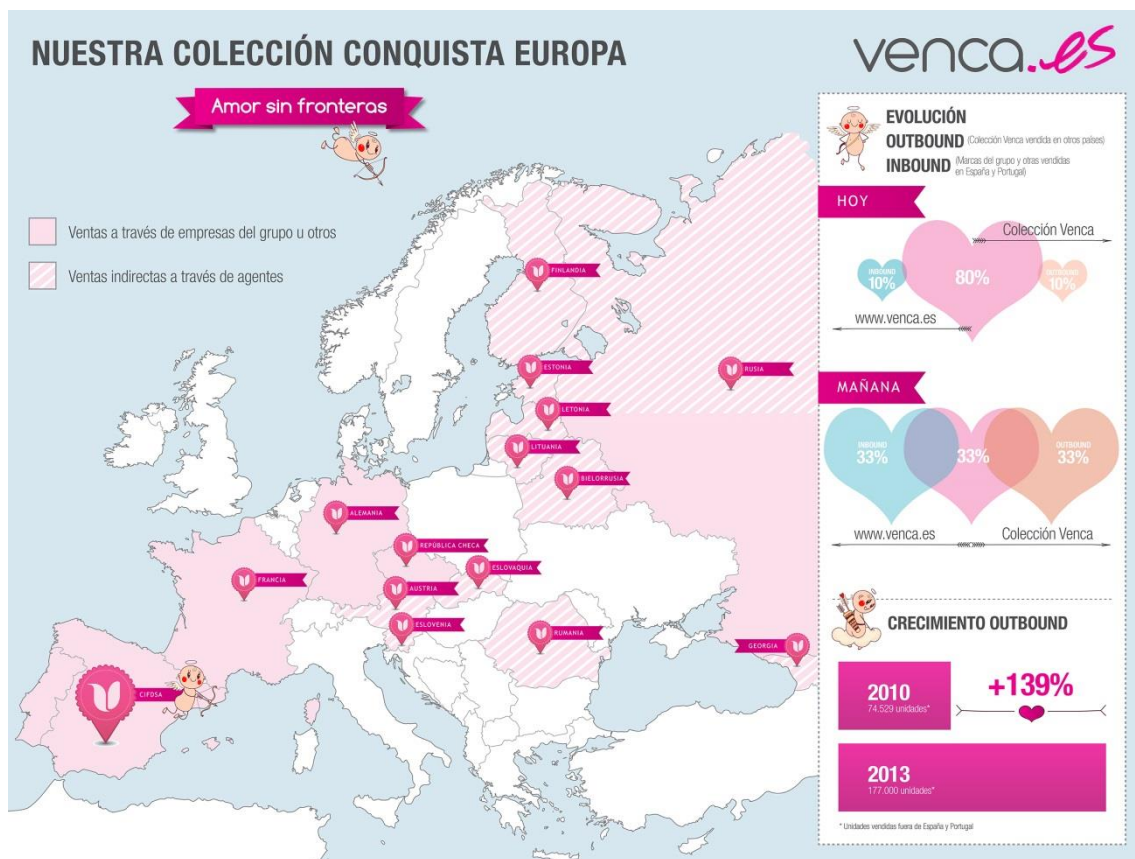 NUESTRA COLECCIÓN CONQUISTA EUROPA
Amor sin fronteras
Ventas a través de empresas del grupo u otros
Ventas indirectas a través de agentes
FINLANDIA
ESTONIA
RUSIA
LETONIA
LITUANIA
BIELORRUSIA
ALEMANIA
REPÚBLICA CHECA
ESLOVAQUIA
FRANCIA
AUSTRIA
ESLOVENIA
RUMANIA
GEORGIA
CIFDSA
venca.es
EVOLUCIÓN
OUTBOUND (Colección Venca vendida en otros países)
INBOUND (Marcas del grupo y otras vendidas
en España y Portugal)
HOY
Colección Venca
INBOUND
10%
80%
OUTBOUND
10%
www.venca.es
MAÑANA
INBOUND
33%
33%
OUTBOUND
33%
www.venca.es
Colección Venca
CRECIMIENTO OUTBOUND
2010
74.529 unidades*
+139%
2013
177.000 unidades*
* Unidades vendidas fuera de España y Portugal